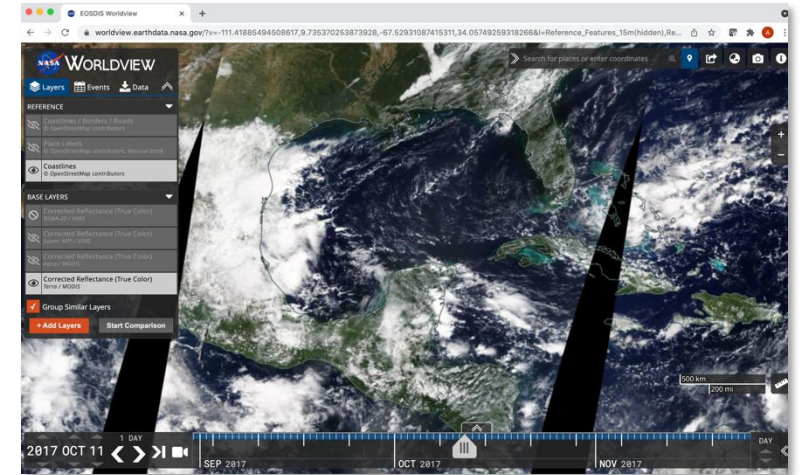 EOSDIS Worldview
worldview.earthdata.nasa.gov/?v=-111.41885494508617,9.735370253873928,-67.52931087415311,34.05749259318266&l=Reference_Features_15m(hidden),Re...
A
NASA WORLDVIEW
Search for places or enter coordinates
Layers Events Data
REFERENCE
Coastlines / Borders / Roads
© OpenStreetMap contributors
Place Labels
© OpenStreetMap contributors, Natural Earth
Coastlines
© OpenStreetMap contributors
BASE LAYERS
Corrected Reflectance (True Color)
NOAA-20 / VIIRS
Corrected Reflectance (True Color)
Suomi NPP / VIIRS
Corrected Reflectance (True Color)
Aqua / MODIS
Corrected Reflectance (True Color)
Terra / MODIS
Group Similar Layers
+ Add Layers Start Comparison
500 km
200 mi
1 DAY
2017 OCT 11
SEP 2017 OCT 2017 NOV 2017
DAY